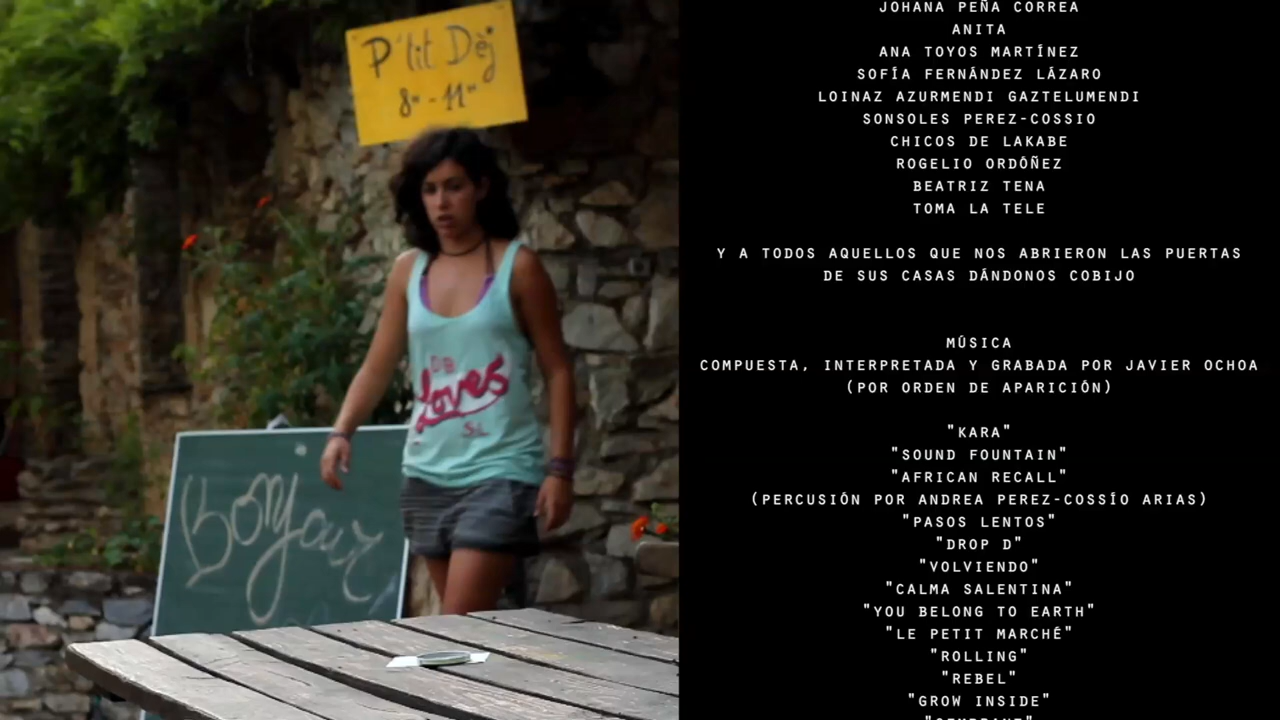 P'tit Dèj
8H - 11H
Loves
Bonjour
JOHANA PEÑA CORREA
ANITA
ANA TOYOS MARTÍNEZ
SOFÍA FERNÁNDEZ LÁZARO
LOINAZ AZURMENDI GAZTELUMENDI
SONSOLES PEREZ-COSSIO
CHICOS DE LAKABE
ROGELIO ORDÓÑEZ
BEATRIZ TENA
TOMA LA TELE
Y A TODOS AQUELLOS QUE NOS ABRIERON LAS PUERTAS
DE SUS CASAS DÁNDONOS COBIJO
MÚSICA
COMPUESTA, INTERPRETADA Y GRABADA POR JAVIER OCHOA
(POR ORDEN DE APARICIÓN)
"KARA"
"SOUND FOUNTAIN"
"AFRICAN RECALL"
(PERCUSIÓN POR ANDREA PEREZ-COSSÍO ARIAS)
"PASOS LENTOS"
"DROP D"
"VOLVIENDO"
"CALMA SALENTINA"
"YOU BELONG TO EARTH"
"LE PETIT MARCHÉ"
"ROLLING"
"REBEL"
"GROW INSIDE"